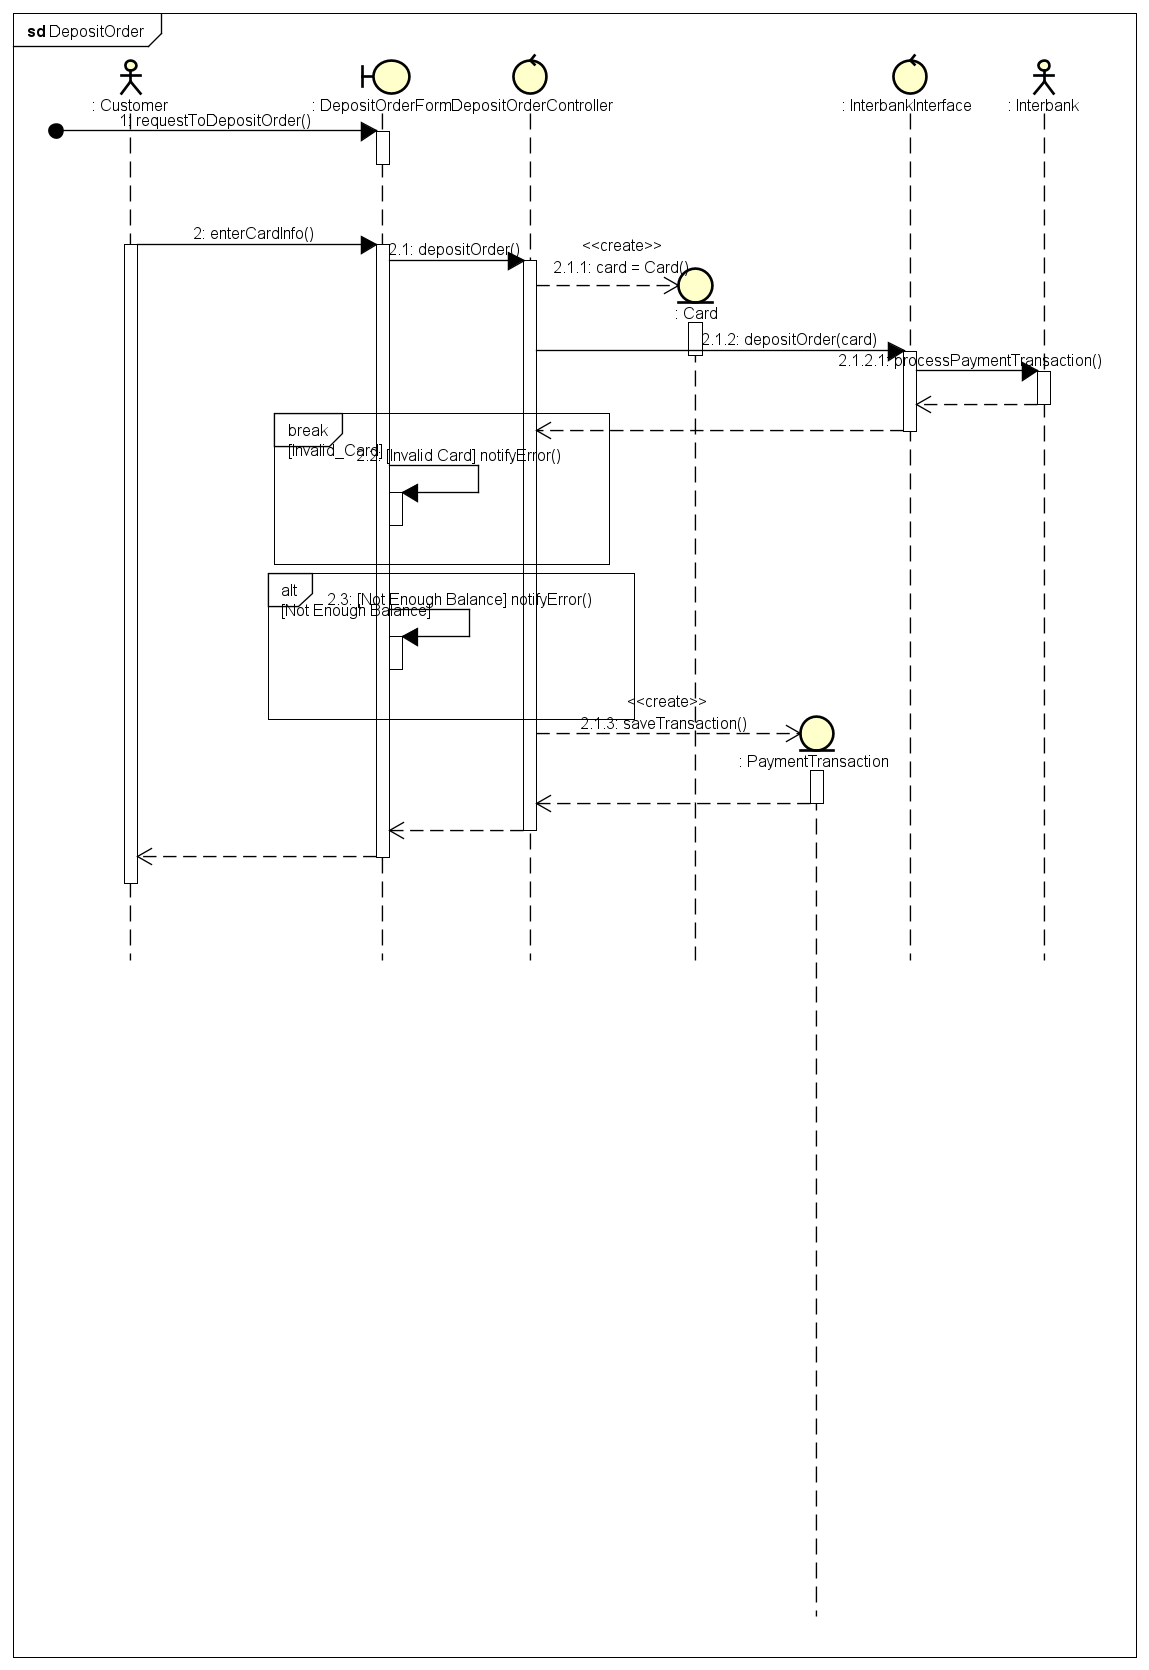 sd DepositOrder
: Customer
: DepositOrderForm
DepositOrderController
: InterbankInterface
: Interbank
1: requestToDepositOrder()
2: enterCardInfo()
2.1: depositOrder()
<<create>>
2.1.1: card = Card()
: Card
2.1.2: depositOrder(card)
2.1.2.1: processPaymentTransaction()
break
[Invalid_Card]
2.2: [Invalid Card] notifyError()
alt
2.3: [Not Enough Balance] notifyError()
[Not Enough Balance]
<<create>>
2.1.3: saveTransaction()
: PaymentTransaction